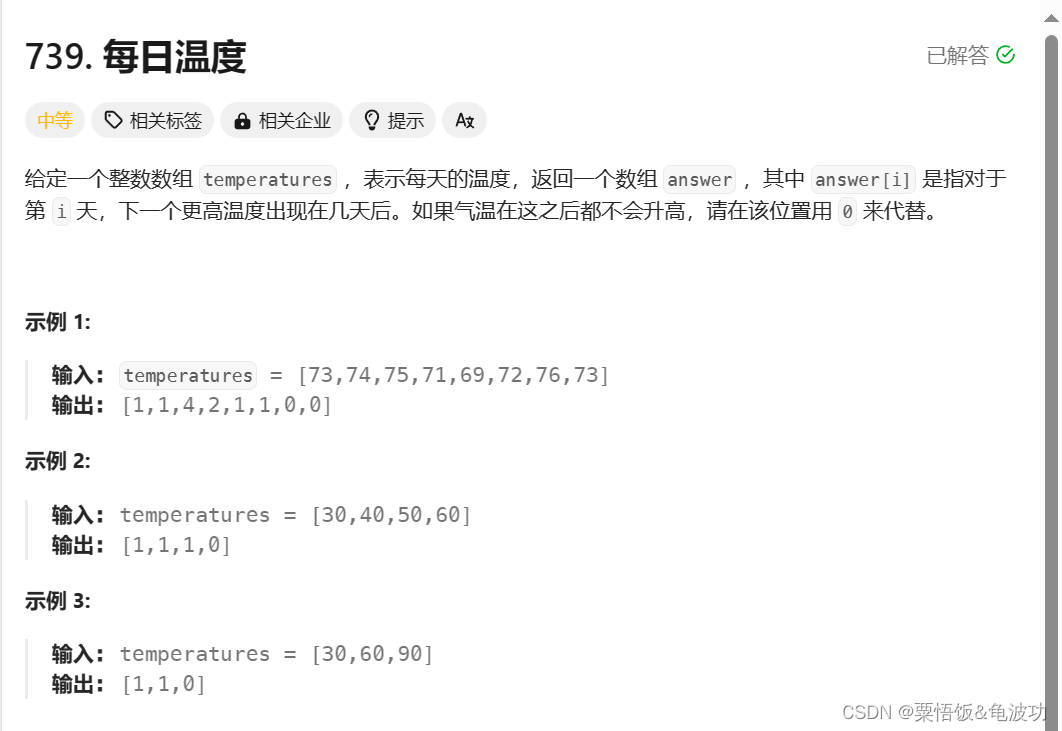 739. 每日温度
已解答
中等 相关标签 相关企业 提示
给定一个整数数组 temperatures ，表示每天的温度，返回一个数组 answer ，其中 answer[i] 是指对于
第 i 天，下一个更高温度出现在几天后。如果气温在这之后都不会升高，请在该位置用 0 来代替。
示例 1:
输入: temperatures = [73,74,75,71,69,72,76,73]
输出: [1,1,4,2,1,1,0,0]
示例 2:
输入: temperatures = [30,40,50,60]
输出: [1,1,1,0]
示例 3:
输入: temperatures = [30,60,90]
输出: [1,1,0]
CSDN @粟悟饭&龟波功